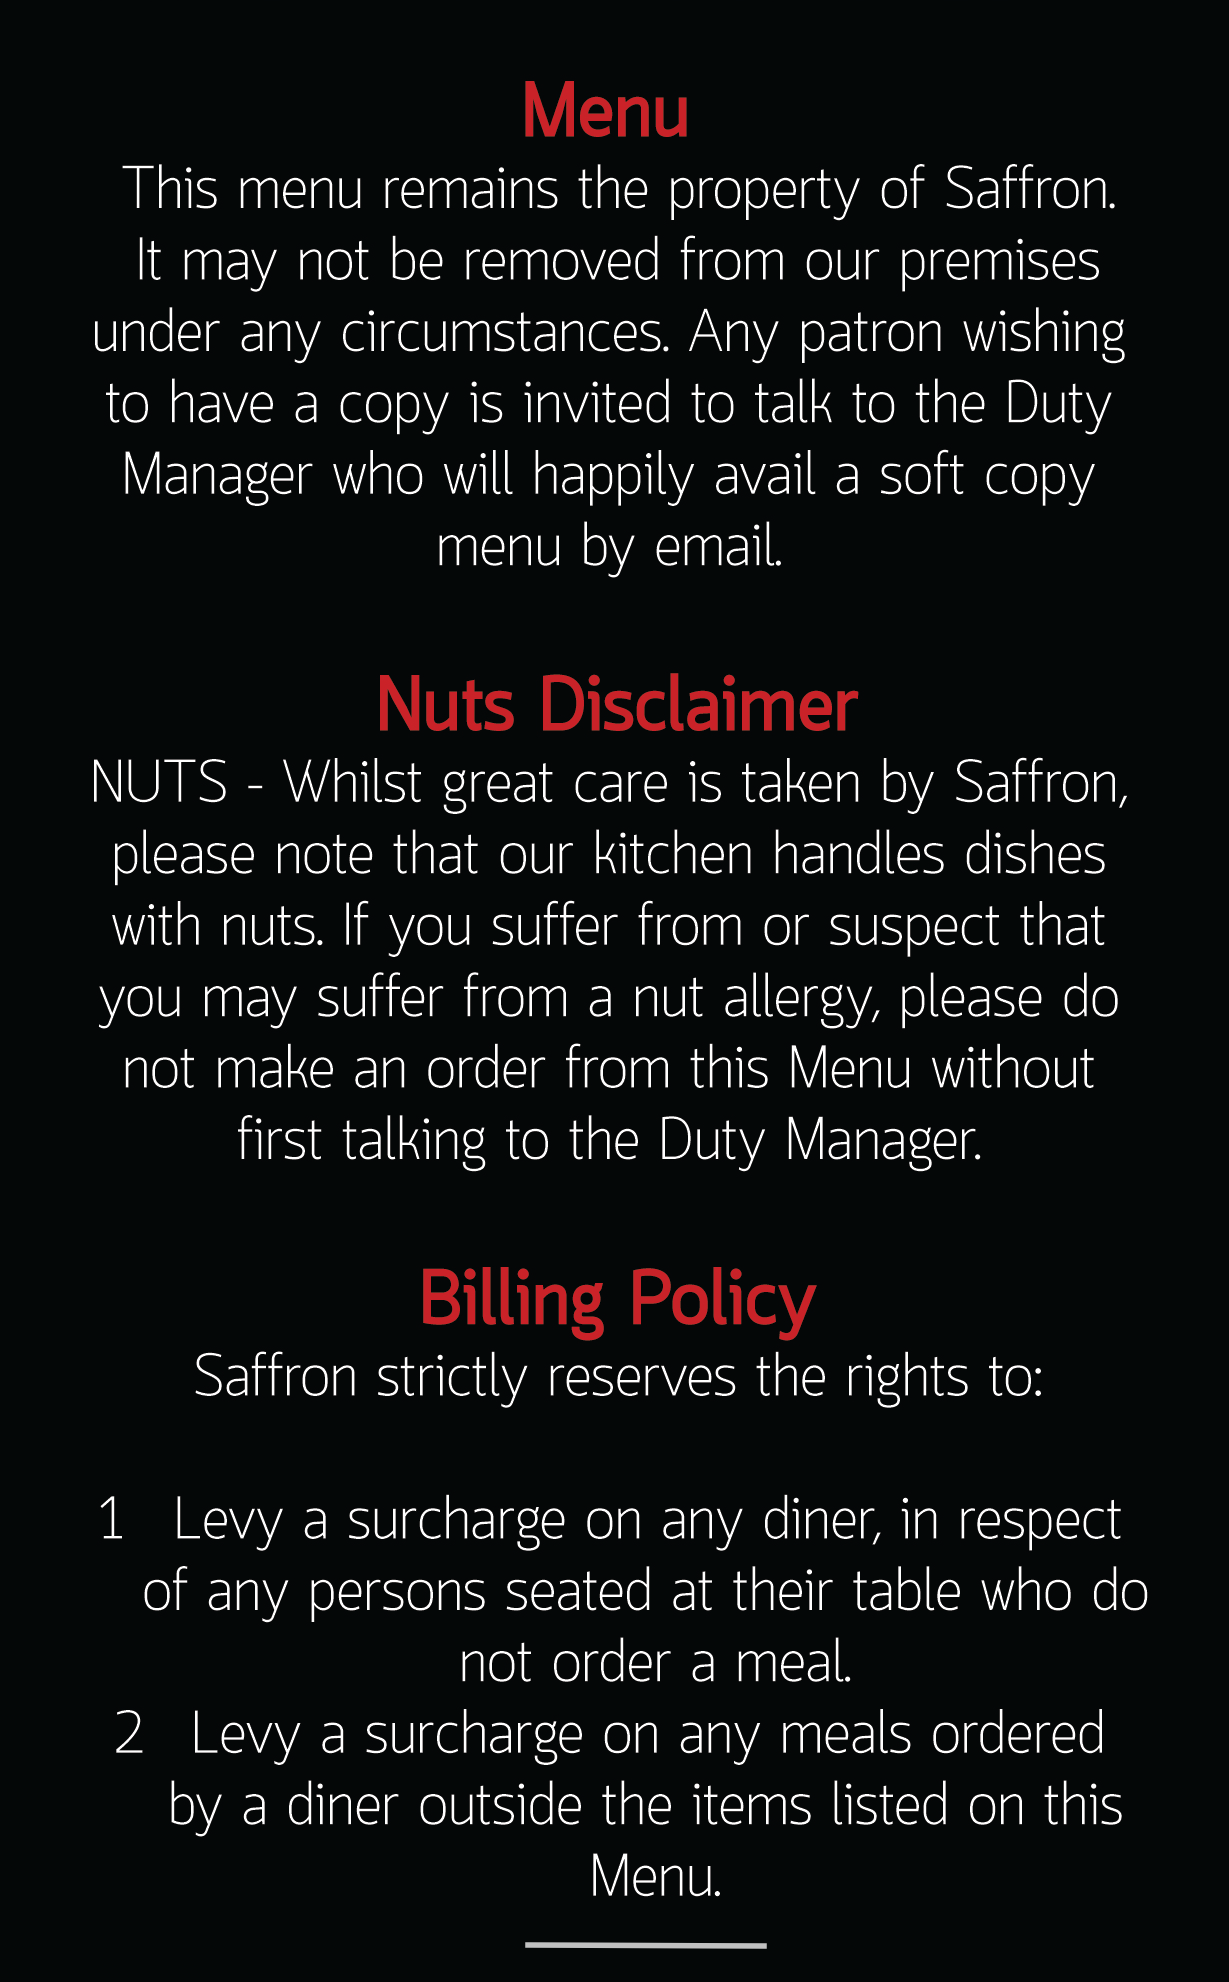 Menu
This menu remains the property of Saffron.
It may not be removed from our premises
under any circumstances. Any patron wishing
to have a copy is invited to talk to the Duty
Manager who will happily avail a soft copy
menu by email.
Nuts Disclaimer
NUTS - Whilst great care is taken by Saffron,
please note that our kitchen handles dishes
with nuts. If you suffer from or suspect that
you may suffer from a nut allergy, please do
not make an order from this Menu without
first talking to the Duty Manager.
Billing Policy
Saffron strictly reserves the rights to:
1 Levy a surcharge on any diner, in respect
of any persons seated at their table who do
not order a meal.
2 Levy a surcharge on any meals ordered
by a diner outside the items listed on this
Menu.